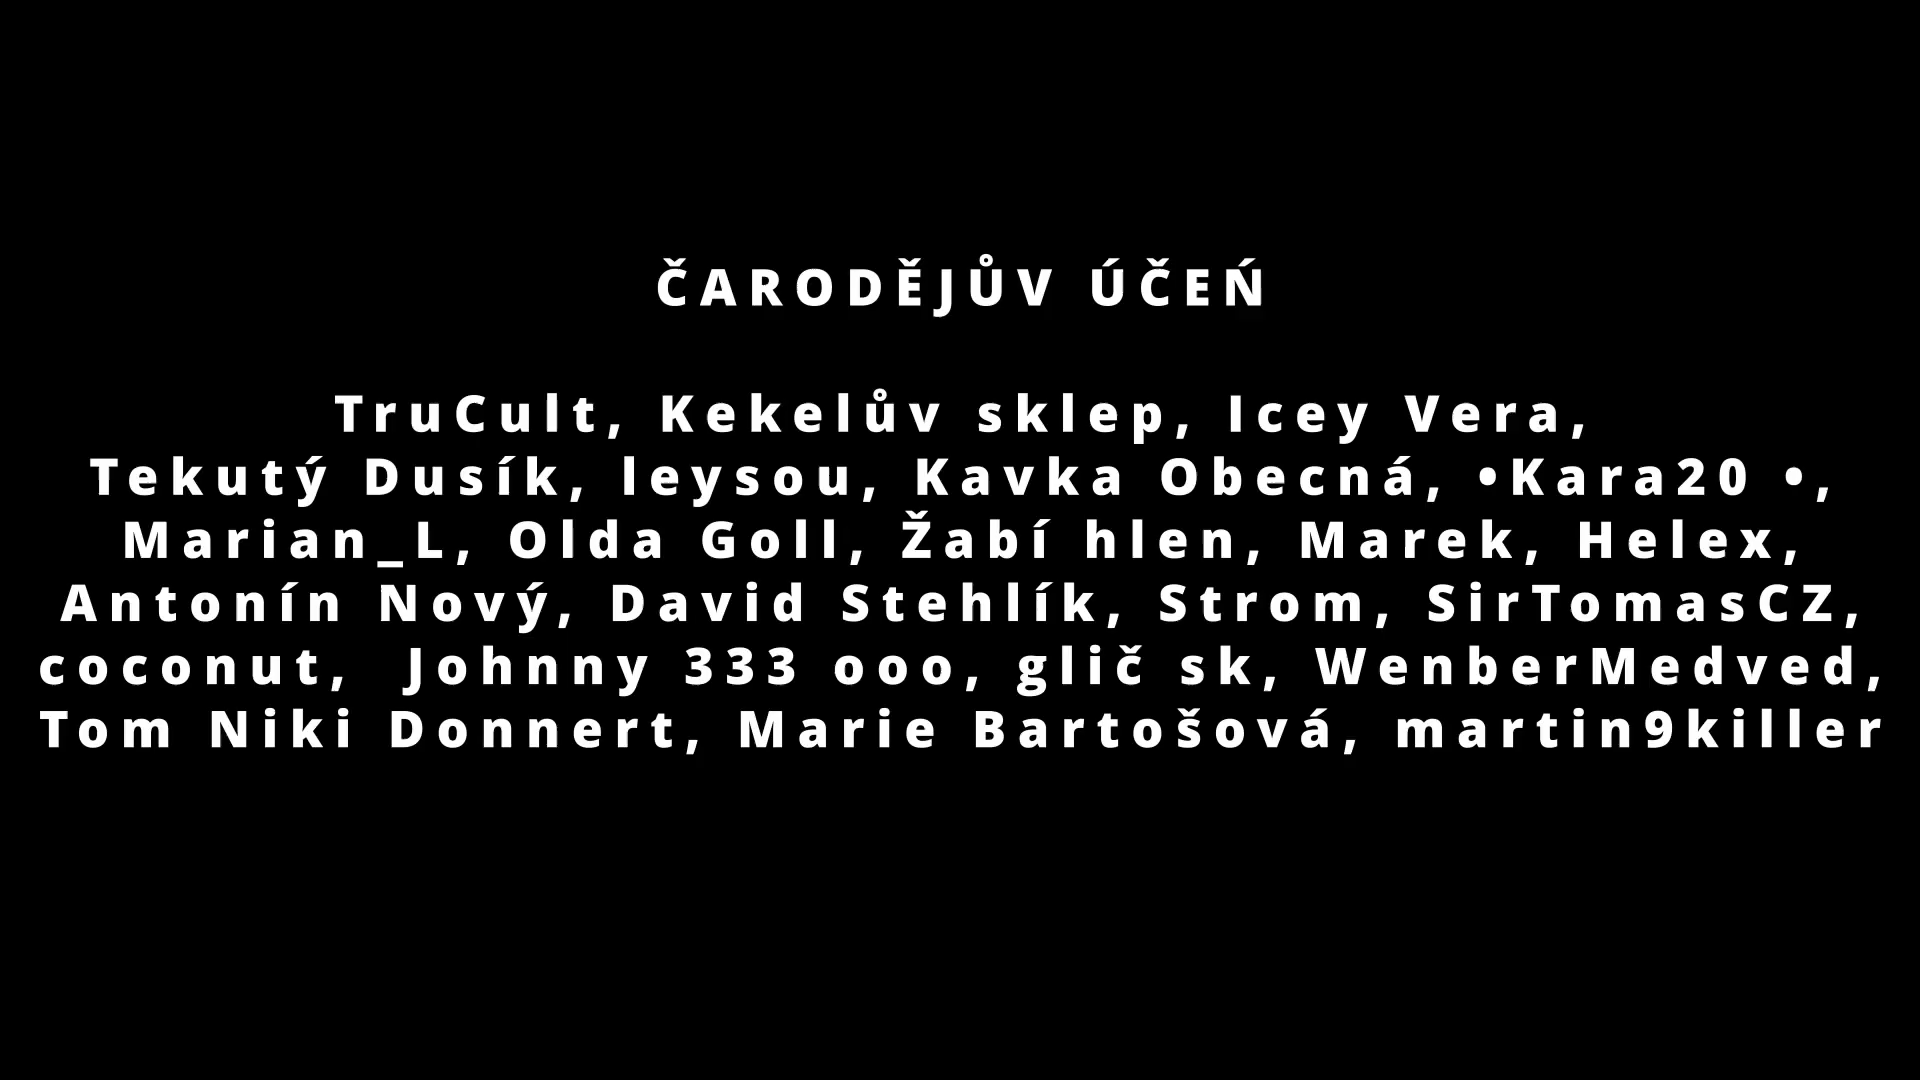 ČARODĚJŮV ÚČEŃ
TruCult, Kekelův sklep, Icey Vera,
Tekutý Dusík, leysou, Kavka Obecná, •Kara20 •,
Marian_L, Olda Goll, Žabí hlen, Marek, Helex,
Antonín Nový, David Stehlík, Strom, SirTomasCZ,
coconut,  Johnny 333 ooo, glič sk, WenberMedved,
Tom Niki Donnert, Marie Bartošová, martin9killer